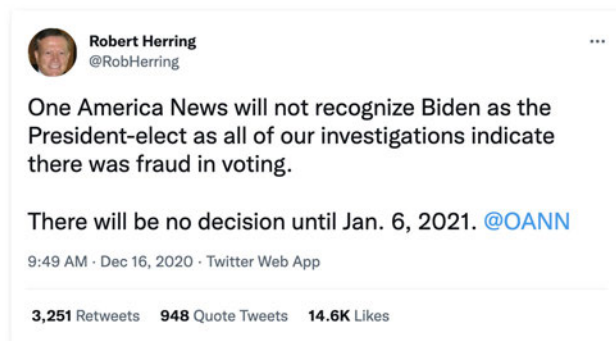 Robert Herring
@RobHerring
One America News will not recognize Biden as the
President-elect as all of our investigations indicate
there was fraud in voting.
There will be no decision until Jan. 6, 2021. @OANN
9:49 AM · Dec 16, 2020 · Twitter Web App
3,251 Retweets 948 Quote Tweets 14.6K Likes